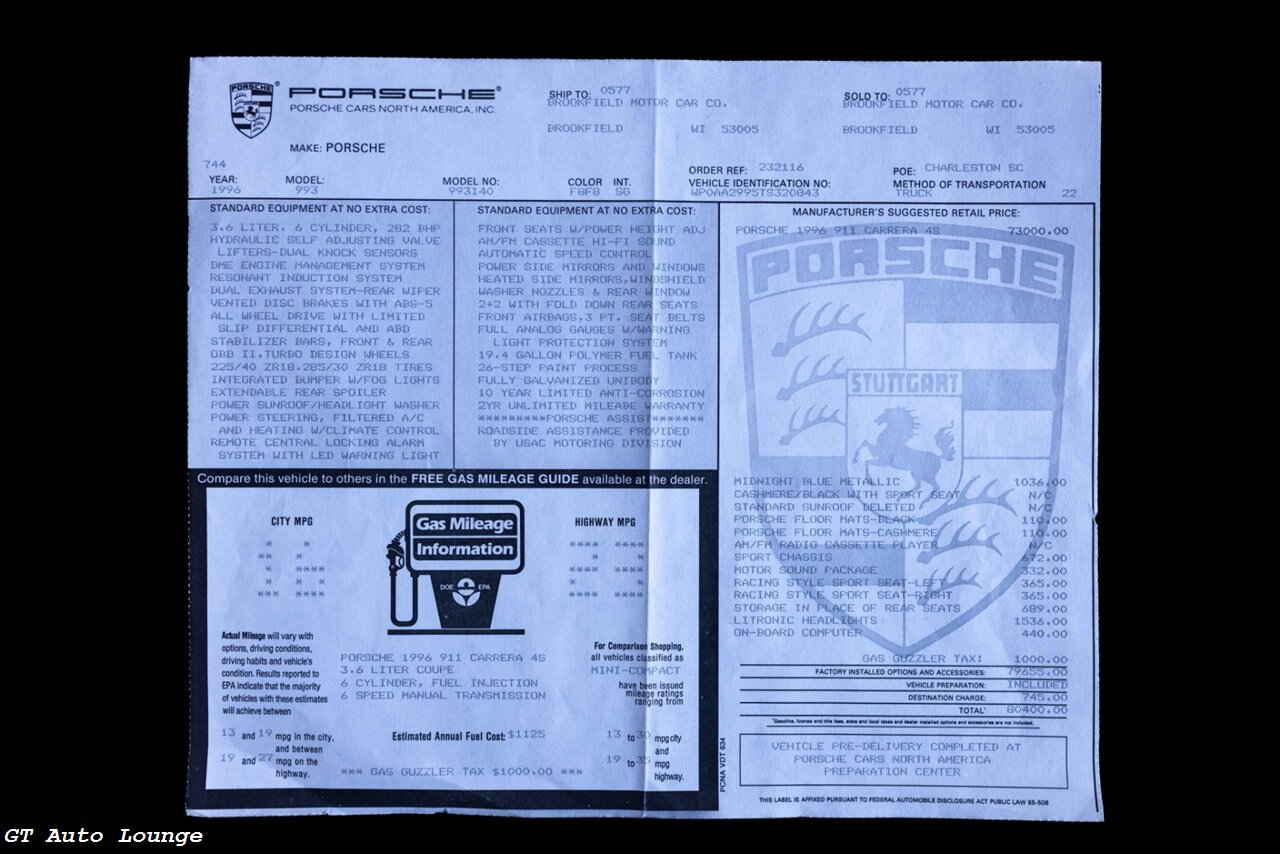 PORSCHE®
PORSCHE CARS NORTH AMERICA, INC.
MAKE: PORSCHE
SHIP TO: 0577
BROOKFIELD MOTOR CAR CO.
BROOKFIELD WI 53005
SOLD TO: 0577
BROOKFIELD MOTOR CAR CO.
BROOKFIELD WI 53005
744
YEAR: 1996
MODEL: 993
MODEL NO: 993140
COLOR F8F8
INT. SG
ORDER REF: 232116
VEHICLE IDENTIFICATION NO: WP0AA2995TS320843
POE: CHARLESTON SC
METHOD OF TRANSPORTATION
TRUCK 22
STANDARD EQUIPMENT AT NO EXTRA COST:
3.6 LITER. 6 CYLINDER, 282 BHP
HYDRAULIC SELF ADJUSTING VALVE
LIFTERS-DUAL KNOCK SENSORS
DME ENGINE MANAGEMENT SYSTEM
RESONANT INDUCTION SYSTEM
DUAL EXHAUST SYSTEM-REAR WIPER
VENTED DISC BRAKES WITH ABS-5
ALL WHEEL DRIVE WITH LIMITED
SLIP DIFFERENTIAL AND ABD
STABILIZER BARS, FRONT & REAR
OBD II.TURBO DESIGN WHEELS
225/40 ZR18.285/30 ZR18 TIRES
INTEGRATED BUMPER W/FOG LIGHTS
EXTENDABLE REAR SPOILER
POWER SUNROOF/HEADLIGHT WASHER
POWER STEERING, FILTERED A/C
AND HEATING W/CLIMATE CONTROL
REMOTE CENTRAL LOCKING ALARM
SYSTEM WITH LED WARNING LIGHT
STANDARD EQUIPMENT AT NO EXTRA COST:
FRONT SEATS W/POWER HEIGHT ADJ
AM/FM CASSETTE HI-FI SOUND
AUTOMATIC SPEED CONTROL
POWER SIDE MIRRORS AND WINDOWS
HEATED SIDE MIRRORS,WINDSHIELD
WASHER NOZZLES & REAR WINDOW
2+2 WITH FOLD DOWN REAR SEATS
FRONT AIRBAGS,3 PT. SEAT BELTS
FULL ANALOG GAUGES W/WARNING
LIGHT PROTECTION SYSTEM
19.4 GALLON POLYMER FUEL TANK
26-STEP PAINT PROCESS
FULLY GALVANIZED UNIBODY
10 YEAR LIMITED ANTI-CORROSION
2YR UNLIMITED MILEABE WARRANTY
*********PORSCHE ASSIST*******
ROADSIDE ASSISTANCE PROVIDED
BY USAC MOTORING DIVISION
MANUFACTURER'S SUGGESTED RETAIL PRICE:
PORSCHE 1996 911 CARRERA 4S 73000.00
PORSCHE
STUTTGART
MIDNIGHT BLUE METALLIC 1036.00
CASHMERE/BLACK WITH SPORT SEAT N/C
STANDARD SUNROOF DELETED N/C
PORSCHE FLOOR MATS-BLACK 110.00
PORSCHE FLOOR MATS-CASHMERE 110.00
AM/FM RADIO CASSETTE PLAYER N/C
SPORT CHASSIS 672.00
MOTOR SOUND PACKAGE 332.00
RACING STYLE SPORT SEAT-LEFT 365.00
RACING STYLE SPORT SEAT-RIGHT 365.00
STORAGE IN PLACE OF REAR SEATS 689.00
LITRONIC HEADLIGHTS 1536.00
ON-BOARD COMPUTER 440.00
GAS GUZZLER TAX: 1000.00
FACTORY INSTALLED OPTIONS AND ACCESSORIES: 79655.00
VEHICLE PREPARATION: INCLUDED
DESTINATION CHARGE: 745.00
TOTAL* 80400.00
*Gasoline, license and title fees, state and local taxes and dealer installed options and accessories are not included.
VEHICLE PRE-DELIVERY COMPLETED AT
PORSCHE CARS NORTH AMERICA
PREPARATION CENTER
THIS LABEL IS AFFIXED PURSUANT TO FEDERAL AUTOMOBILE DISCLOSURE ACT PUBLIC LAW 85-506
PCNA VDT 634
Compare this vehicle to others in the FREE GAS MILEAGE GUIDE available at the dealer.
CITY MPG
Gas Mileage
Information
DOE EPA
HIGHWAY MPG
Actual Mileage will vary with
options, driving conditions,
driving habits and vehicle's
condition. Results reported to
EPA indicate that the majority
of vehicles with these estimates
will achieve between
13 and 19 mpg in the city,
and between
19 and 27 mpg on the
highway.
PORSCHE 1996 911 CARRERA 4S
3.6 LITER COUPE
6 CYLINDER, FUEL INJECTION
6 SPEED MANUAL TRANSMISSION
Estimated Annual Fuel Cost: $1125
*** GAS GUZZLER TAX $1000.00 ***
For Comparison Shopping,
all vehicles classified as
MINI-COMPACT
have been issued
mileage ratings
ranging from
13 to 30 mpg city
and
19 to 35 mpg
highway.
GT Auto Lounge